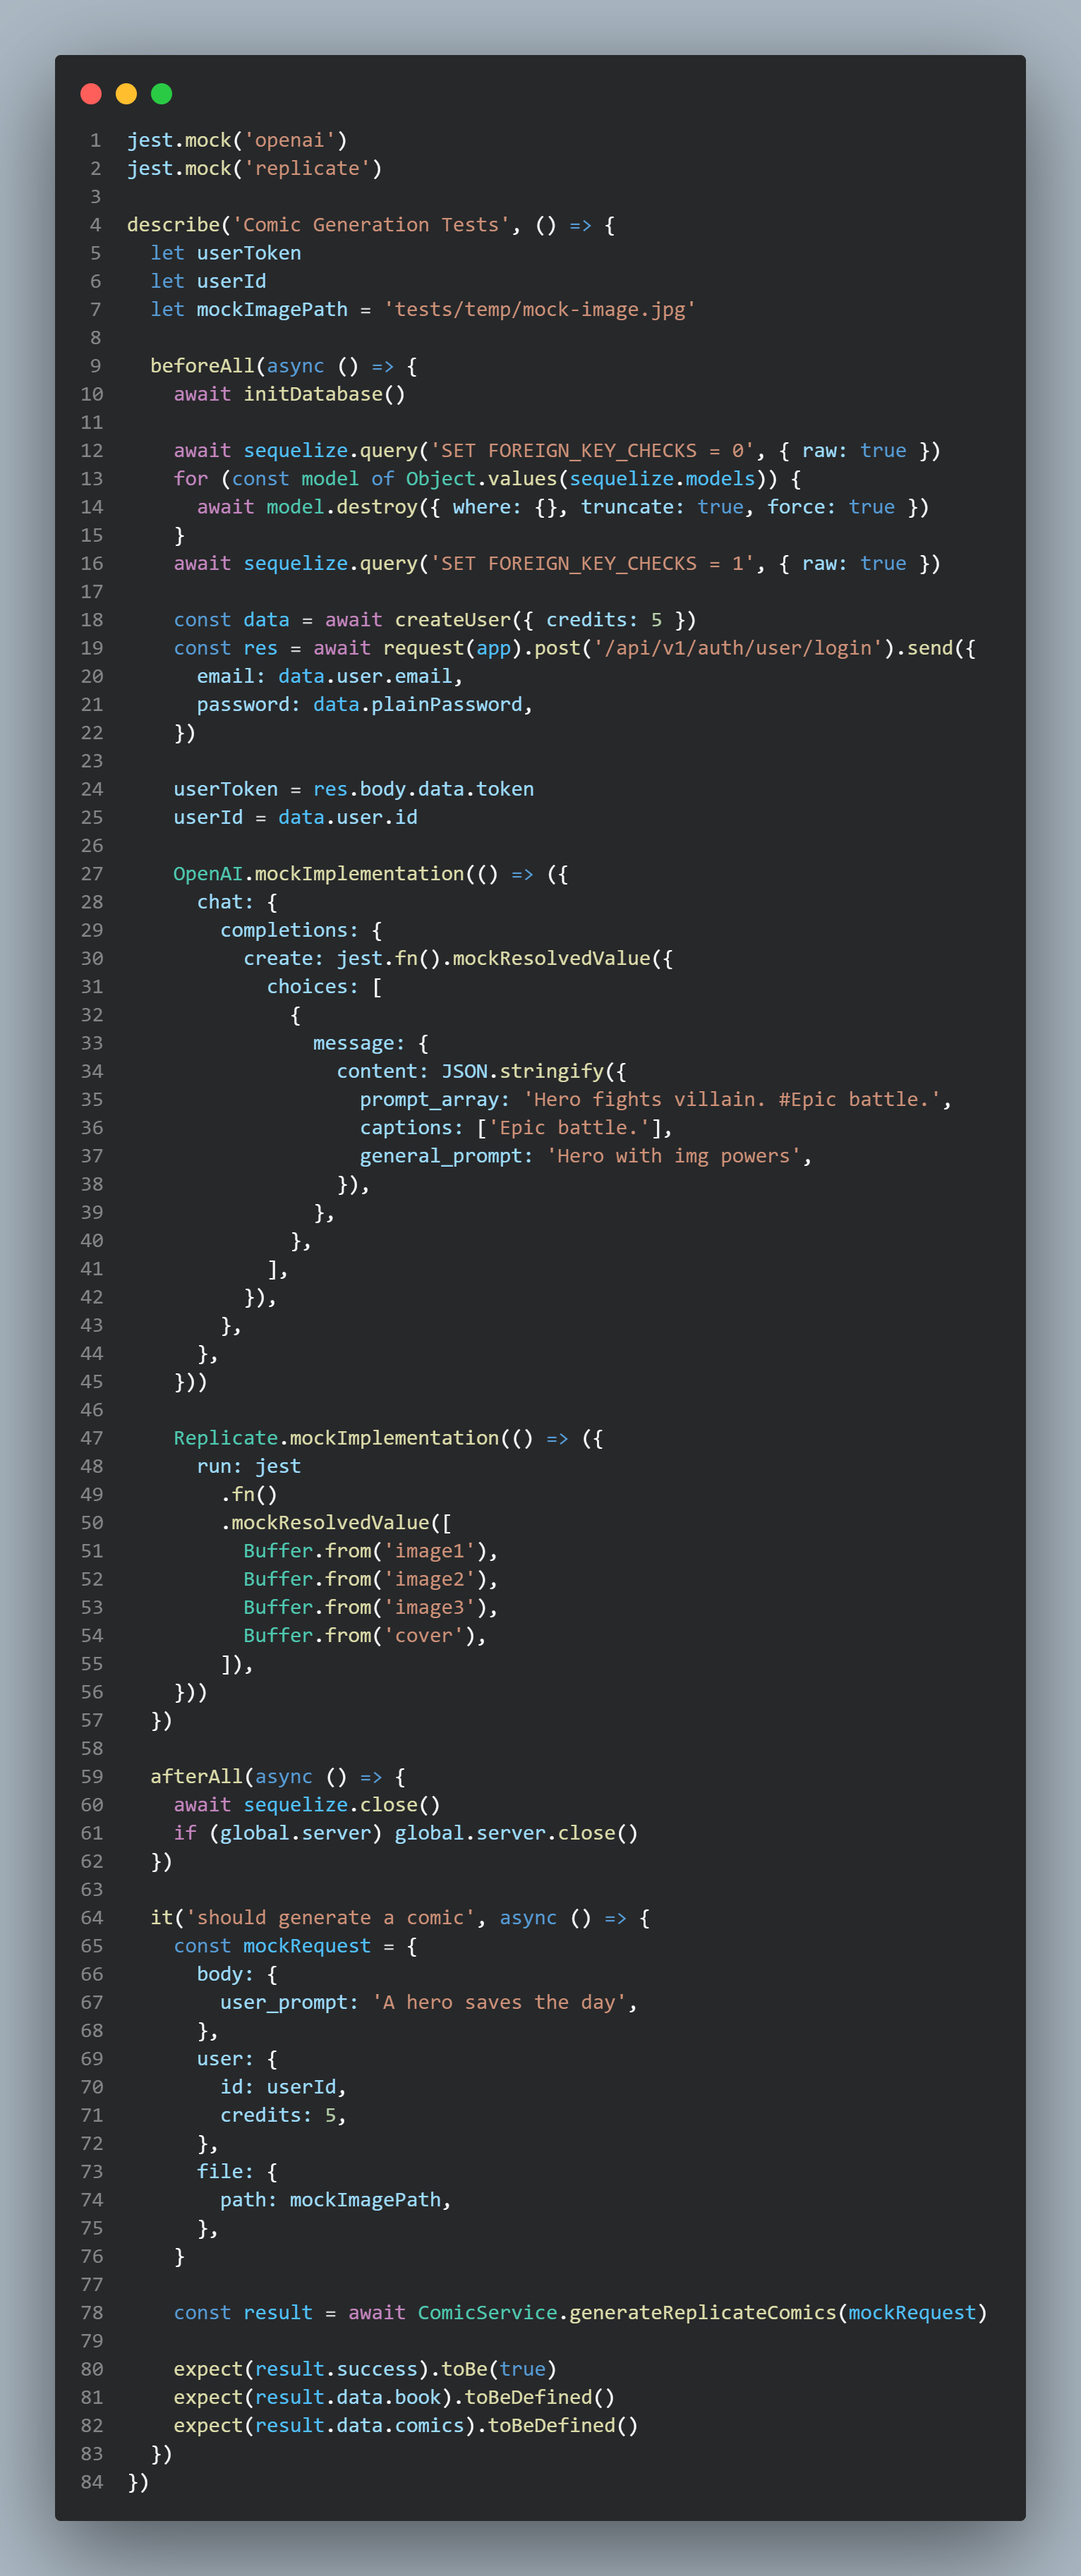 1 jest.mock('openai')
2 jest.mock('replicate')
3
4 describe('Comic Generation Tests', () => {
5   let userToken
6   let userId
7   let mockImagePath = 'tests/temp/mock-image.jpg'
8
9   beforeAll(async () => {
10     await initDatabase()
11
12     await sequelize.query('SET FOREIGN_KEY_CHECKS = 0', { raw: true })
13     for (const model of Object.values(sequelize.models)) {
14       await model.destroy({ where: {}, truncate: true, force: true })
15     }
16     await sequelize.query('SET FOREIGN_KEY_CHECKS = 1', { raw: true })
17
18     const data = await createUser({ credits: 5 })
19     const res = await request(app).post('/api/v1/auth/user/login').send({
20       email: data.user.email,
21       password: data.plainPassword,
22     })
23
24     userToken = res.body.data.token
25     userId = data.user.id
26
27     OpenAI.mockImplementation(() => ({
28       chat: {
29         completions: {
30           create: jest.fn().mockResolvedValue({
31             choices: [
32               {
33                 message: {
34                   content: JSON.stringify({
35                     prompt_array: 'Hero fights villain. #Epic battle.',
36                     captions: ['Epic battle.'],
37                     general_prompt: 'Hero with img powers',
38                   }),
39                 },
40               },
41             ],
42           }),
43         },
44       },
45     }))
46
47     Replicate.mockImplementation(() => ({
48       run: jest
49         .fn()
50         .mockResolvedValue([
51           Buffer.from('image1'),
52           Buffer.from('image2'),
53           Buffer.from('image3'),
54           Buffer.from('cover'),
55         ]),
56     }))
57   })
58
59   afterAll(async () => {
60     await sequelize.close()
61     if (global.server) global.server.close()
62   })
63
64   it('should generate a comic', async () => {
65     const mockRequest = {
66       body: {
67         user_prompt: 'A hero saves the day',
68       },
69       user: {
70         id: userId,
71         credits: 5,
72       },
73       file: {
74         path: mockImagePath,
75       },
76     }
77
78     const result = await ComicService.generateReplicateComics(mockRequest)
79
80     expect(result.success).toBe(true)
81     expect(result.data.book).toBeDefined()
82     expect(result.data.comics).toBeDefined()
83   })
84 })